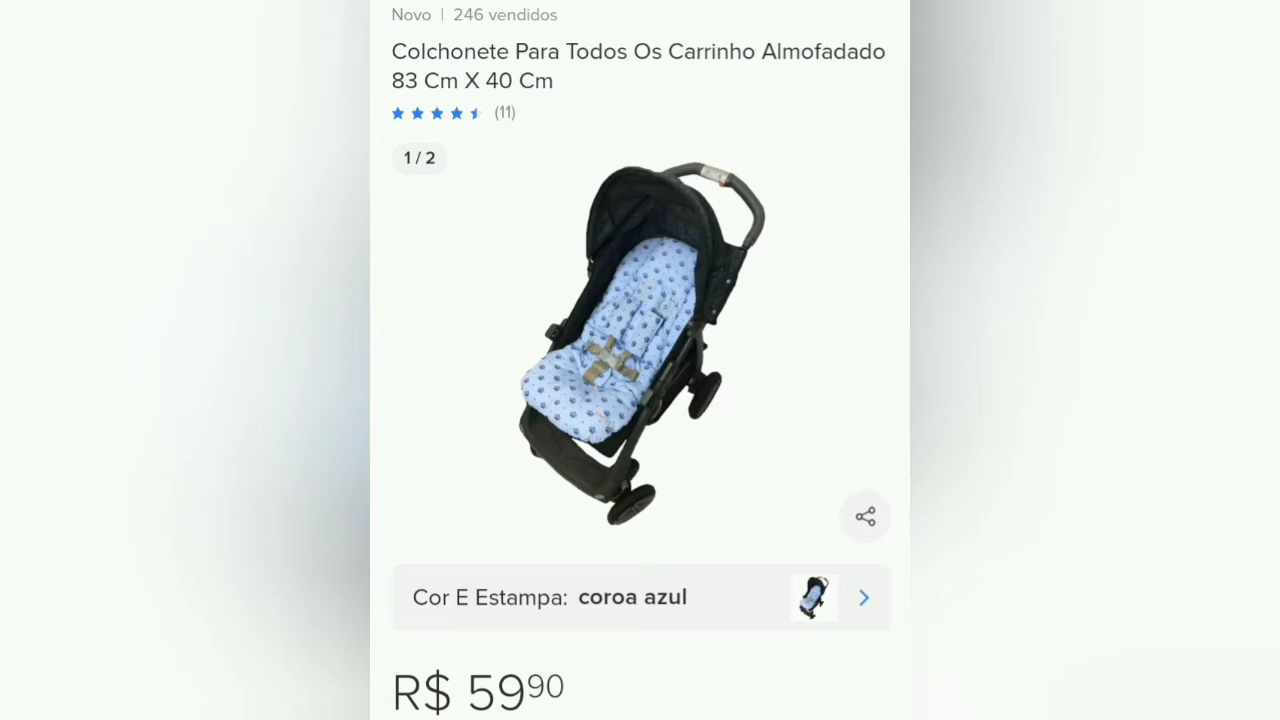 Novo | 246 vendidos
Colchonete Para Todos Os Carrinho Almofadado
83 Cm X 40 Cm
(11)
1 / 2
Cor E Estampa: coroa azul
R$ 5990